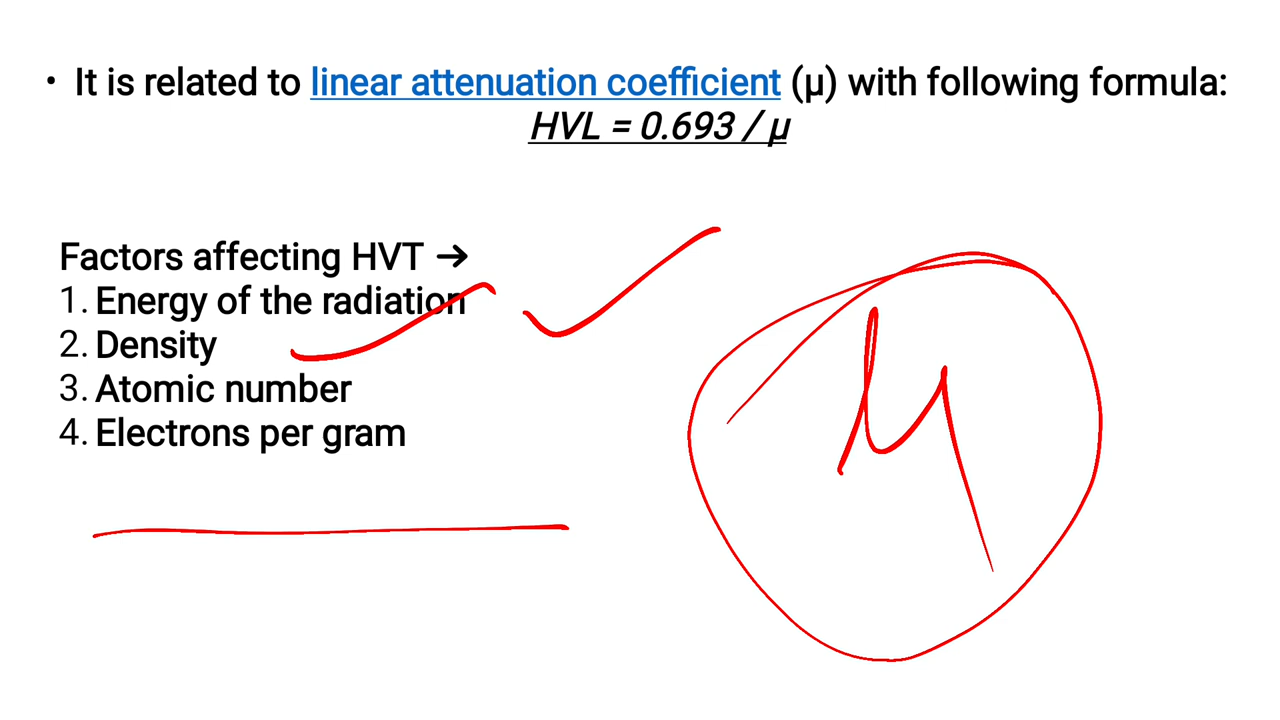 • It is related to linear attenuation coefficient (μ) with following formula:
HVL = 0.693 / μ
Factors affecting HVT →
1. Energy of the radiation
2. Density
3. Atomic number
4. Electrons per gram
μ